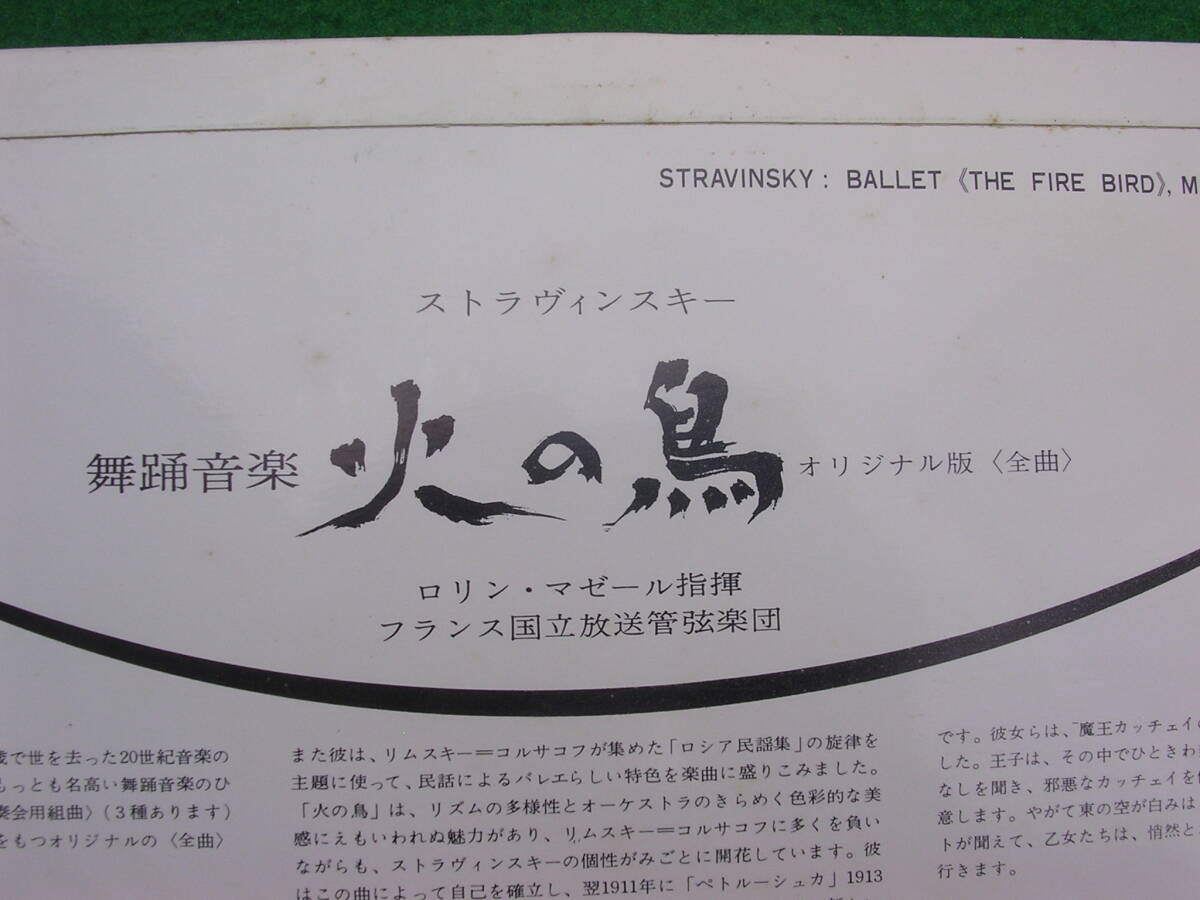 STRAVINSKY: BALLET《THE FIRE BIRD》, M
ストラヴィンスキー
舞踊音楽 火の鳥 オリジナル版〈全曲〉
ロリン・マゼール指揮
フランス国立放送管弦楽団
歳で世を去った20世紀音楽の
もっとも名高い舞踊音楽のひ
奏会用組曲〉(3種あります)
をもつオリジナルの〈全曲〉
また彼は、リムスキー＝コルサコフが集めた「ロシア民謡集」の旋律を
主題に使って、民話によるバレエらしい特色を楽曲に盛りこみました。
「火の鳥」は、リズムの多様性とオーケストラのきらめく色彩的な美
感にえもいわれぬ魅力があり、リムスキー＝コルサコフに多くを負い
ながらも、ストラヴィンスキーの個性がみごとに開花しています。彼
はこの曲によって自己を確立し、翌1911年に「ペトルーシュカ」1913
です。彼女らは、魔王カッチェイの
した。王子は、その中でひときわ
なしを聞き、邪悪なカッチェイを
意します。やがて東の空が白みは
トが聞えて、乙女たちは、悄然と
行きます。